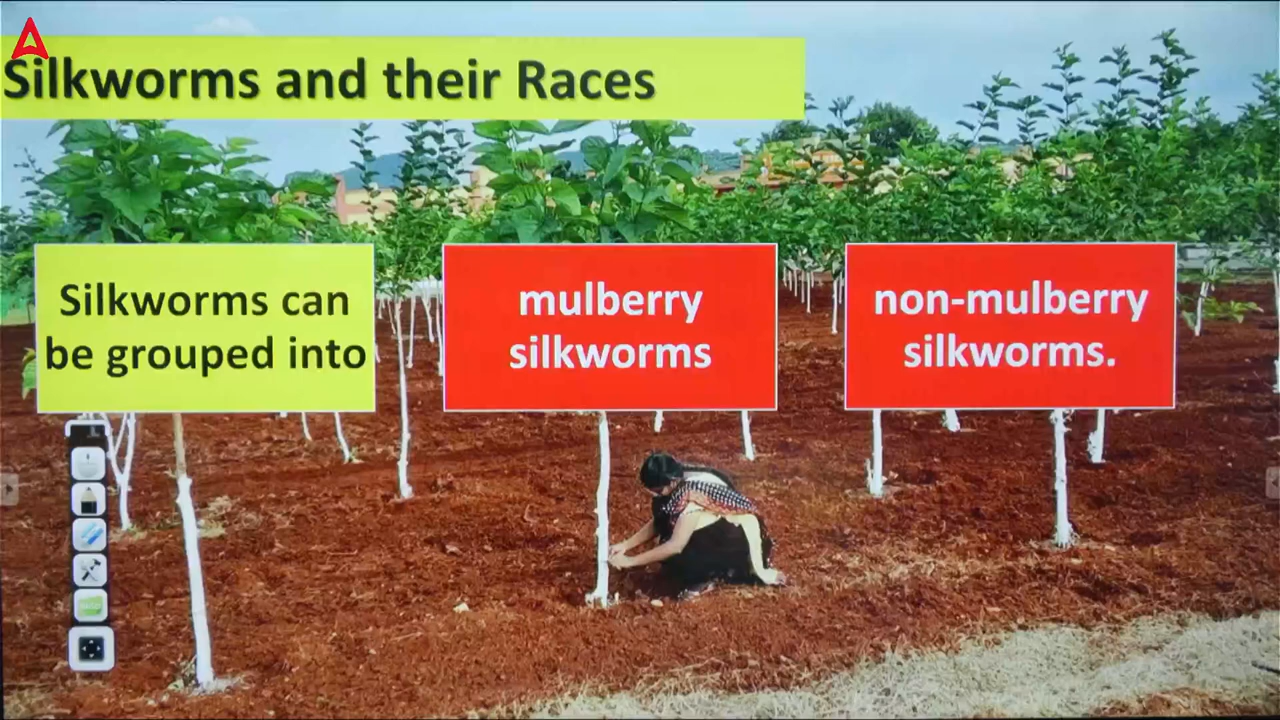 Silkworms and their Races
Silkworms can
be grouped into
mulberry
silkworms
non-mulberry
silkworms.